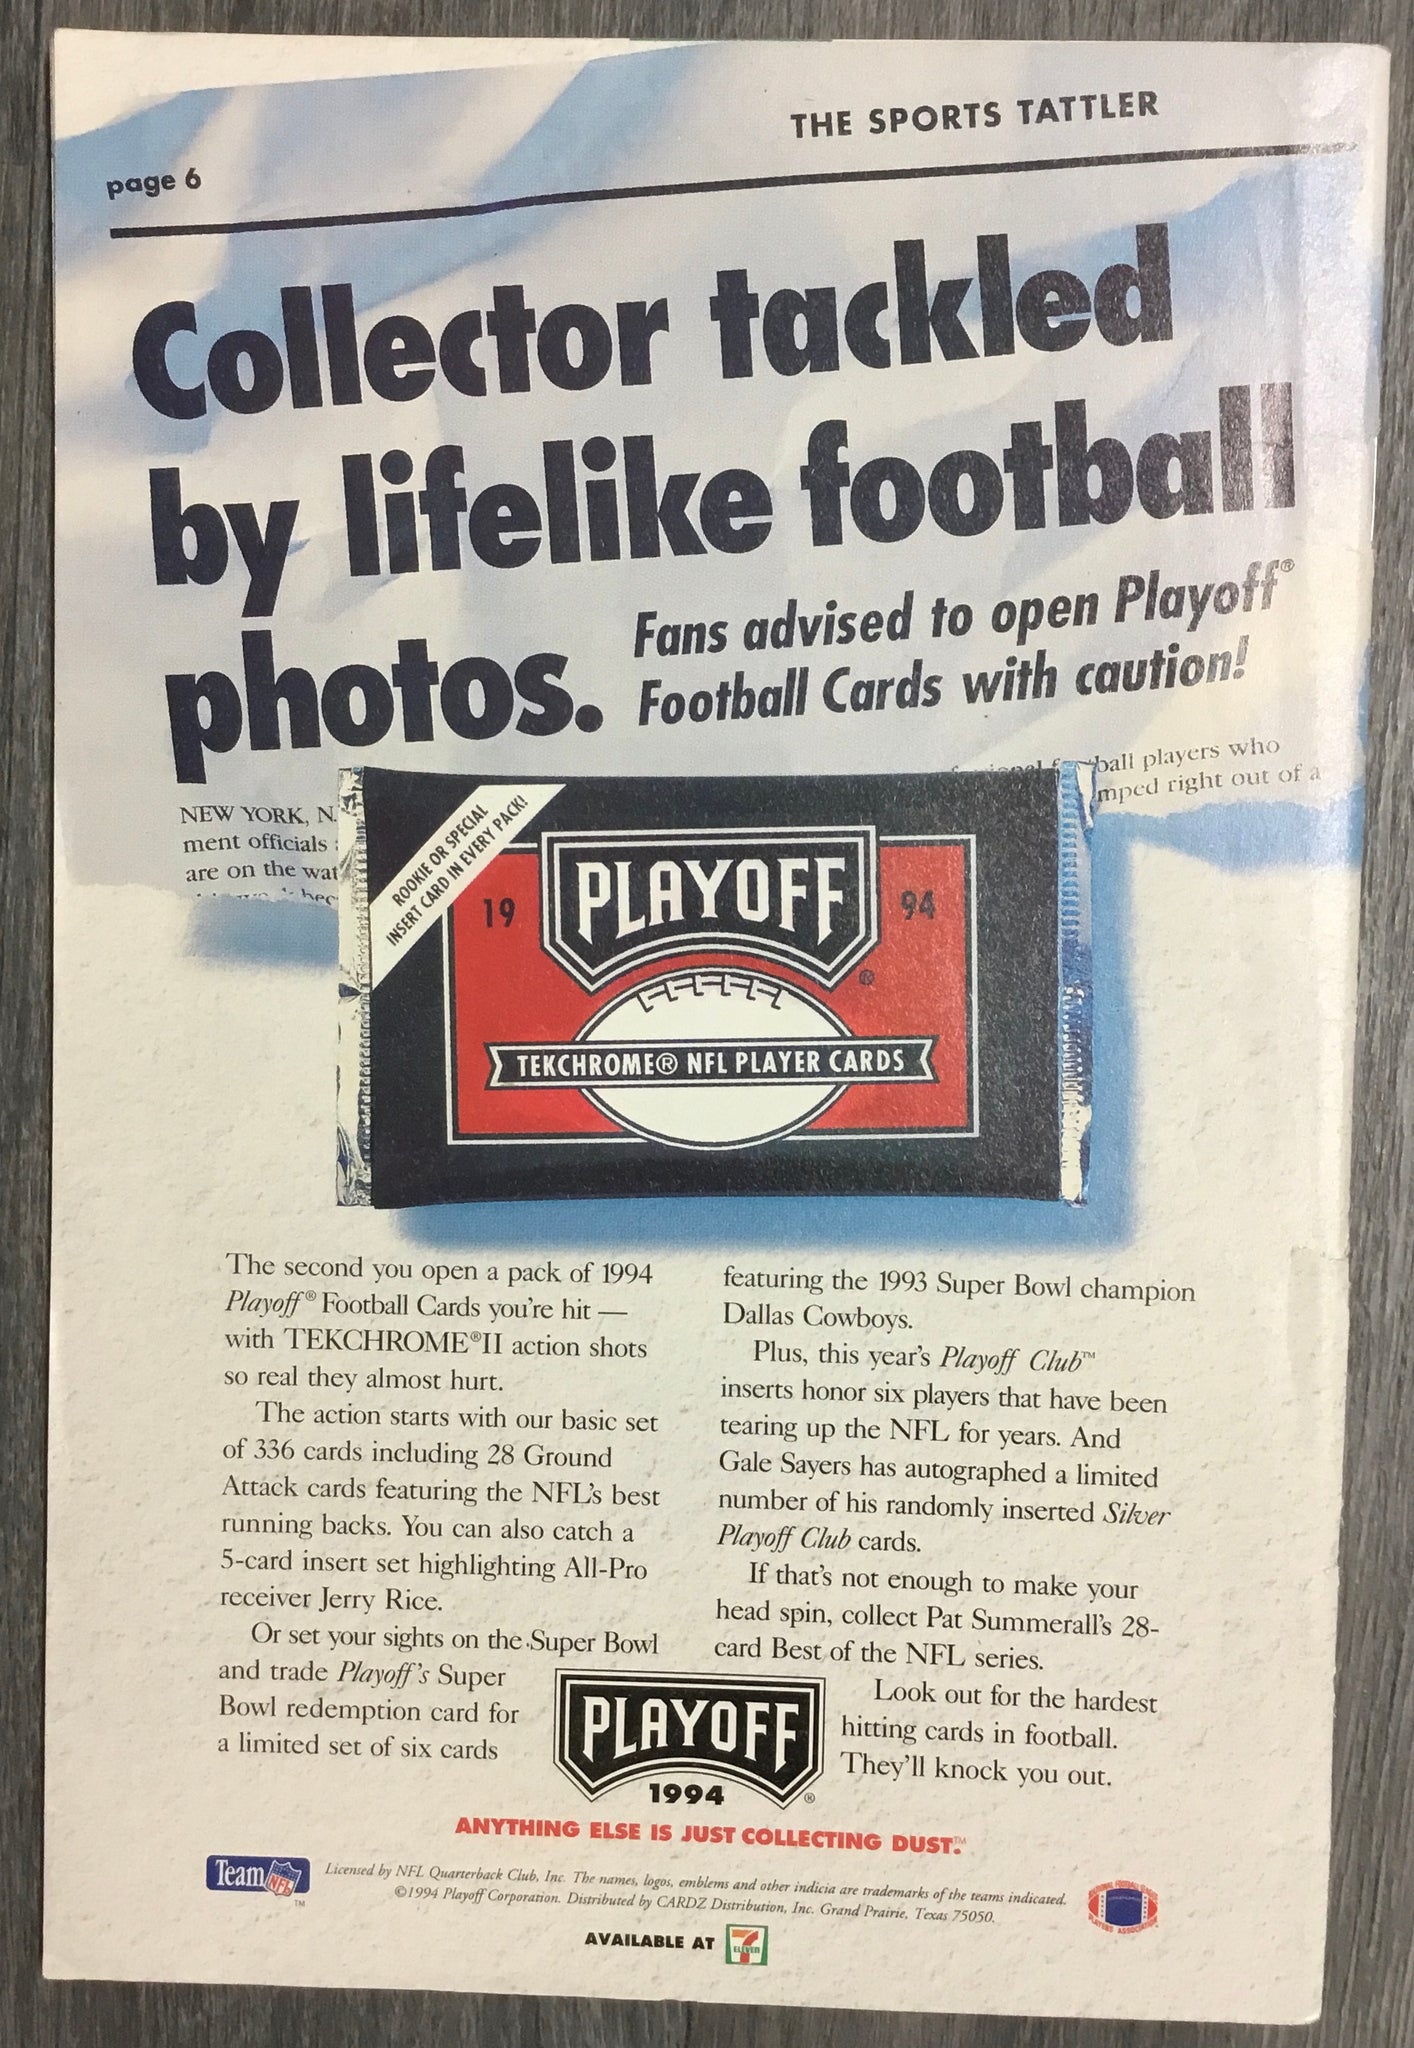 THE SPORTS TATTLER
page 6
Collector tackled
by lifelike football
photos.
Fans advised to open Playoff®
Football Cards with caution!
NEW YORK, N.
ment officials
are on the wat
ball players who
mped right out of a
ROOKIE OR SPECIAL
INSERT CARD IN EVERY PACK!
PLAYOFF
19 94
®
TEKCHROME® NFL PLAYER CARDS
The second you open a pack of 1994
Playoff® Football Cards you're hit —
with TEKCHROME®II action shots
so real they almost hurt.
The action starts with our basic set
of 336 cards including 28 Ground
Attack cards featuring the NFL's best
running backs. You can also catch a
5-card insert set highlighting All-Pro
receiver Jerry Rice.
Or set your sights on the Super Bowl
and trade Playoff's Super
Bowl redemption card for
a limited set of six cards
featuring the 1993 Super Bowl champion
Dallas Cowboys.
Plus, this year's Playoff Club™
inserts honor six players that have been
tearing up the NFL for years. And
Gale Sayers has autographed a limited
number of his randomly inserted Silver
Playoff Club cards.
If that's not enough to make your
head spin, collect Pat Summerall's 28-
card Best of the NFL series.
Look out for the hardest
hitting cards in football.
They'll knock you out.
PLAYOFF
1994
®
ANYTHING ELSE IS JUST COLLECTING DUST.™
Team NFL
™
Licensed by NFL Quarterback Club, Inc. The names, logos, emblems and other indicia are trademarks of the teams indicated.
©1994 Playoff Corporation. Distributed by CARDZ Distribution, Inc. Grand Prairie, Texas 75050.
NATIONAL FOOTBALL LEAGUE
PLAYERS ASSOCIATION
AVAILABLE AT 7 ELEVEN